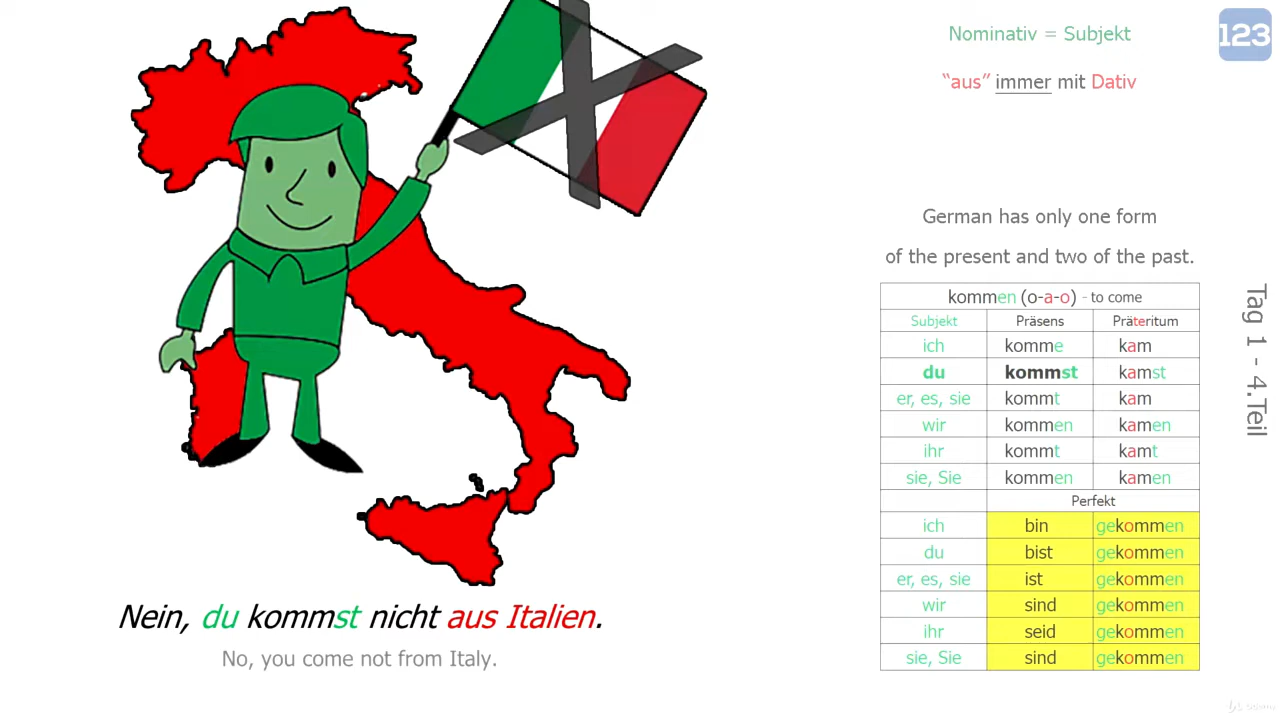 Nominativ = Subjekt
123
“aus” immer mit Dativ
German has only one form
of the present and two of the past.
kommen (o-a-o) - to come
Subjekt Präsens Präteritum
ich komme kam
du kommst kamst
er, es, sie kommt kam
wir kommen kamen
ihr kommt kamt
sie, Sie kommen kamen
Perfekt
ich bin gekommen
du bist gekommen
er, es, sie ist gekommen
wir sind gekommen
ihr seid gekommen
sie, Sie sind gekommen
Tag 1 - 4.Teil
Nein, du kommst nicht aus Italien.
No, you come not from Italy.